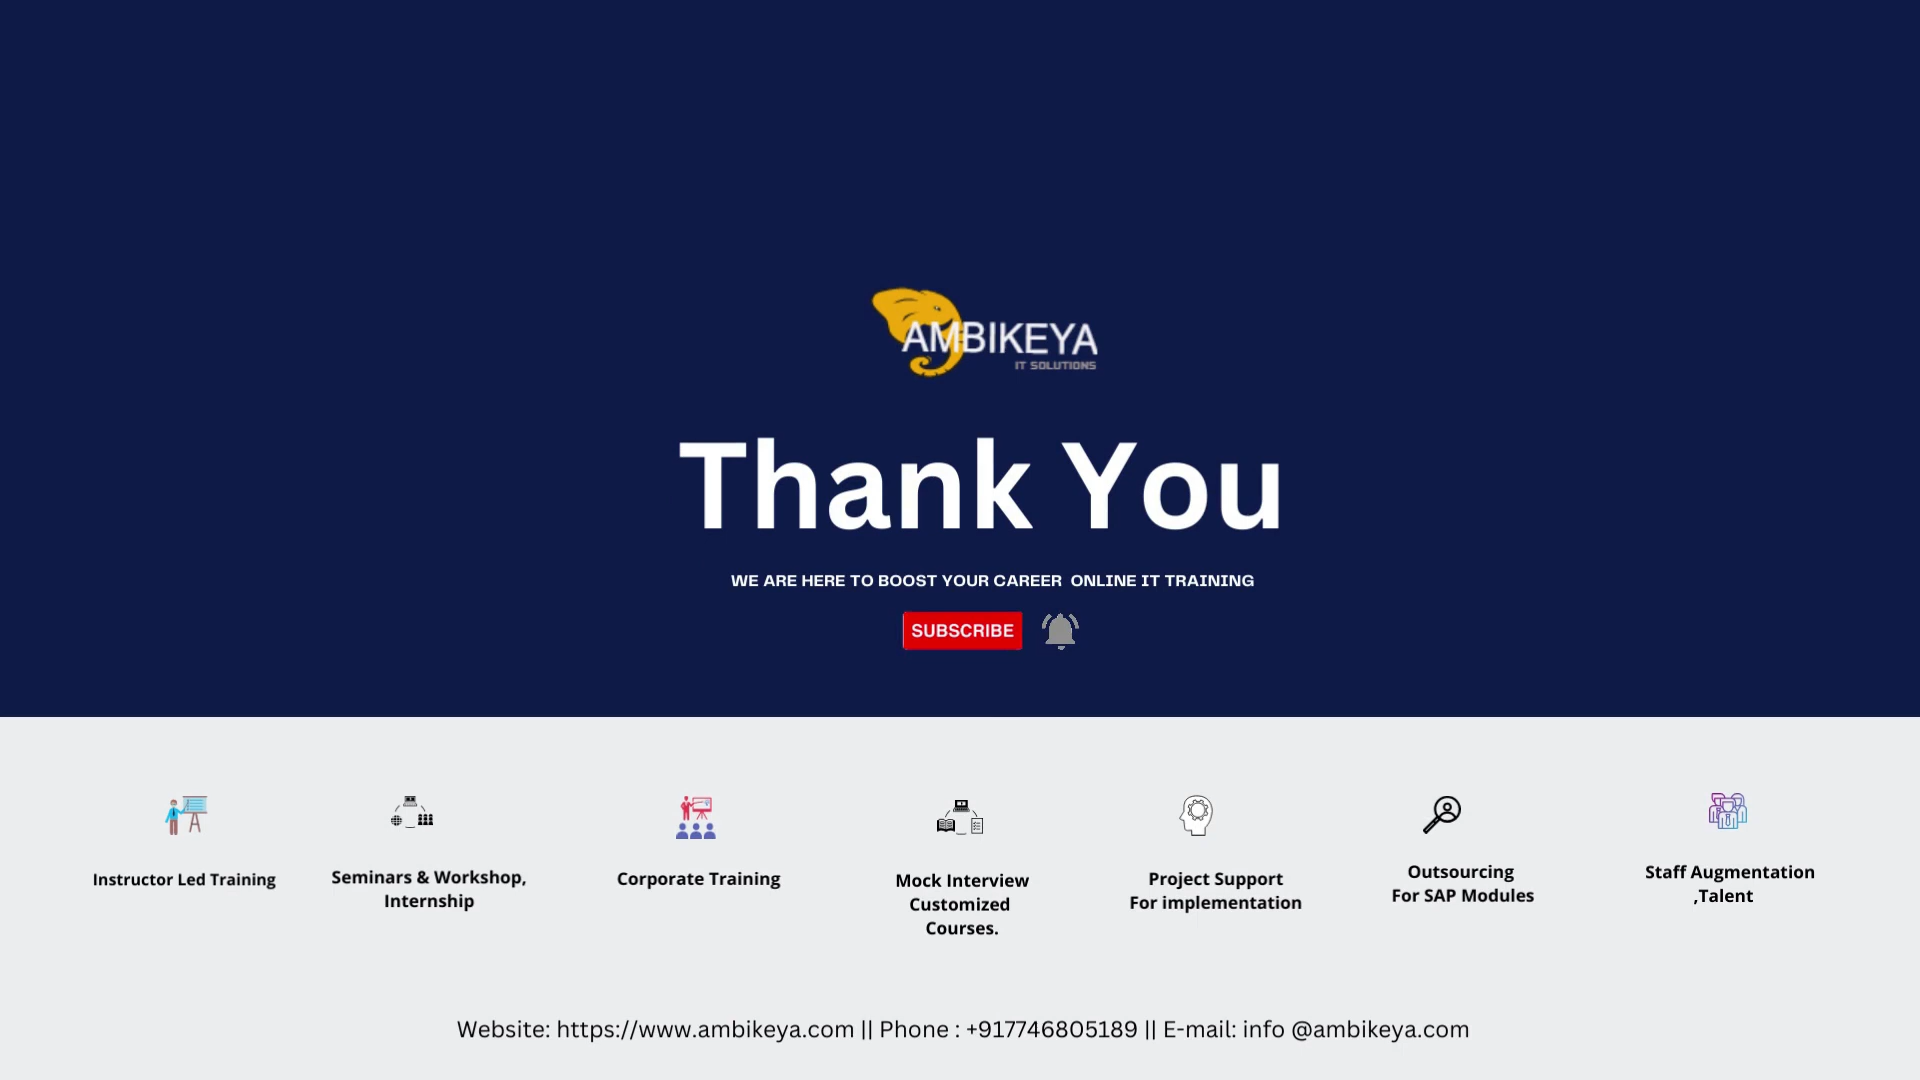 AMBIKEYA
IT SOLUTIONS
Thank You
WE ARE HERE TO BOOST YOUR CAREER ONLINE IT TRAINING
SUBSCRIBE
Instructor Led Training
Seminars & Workshop,
Internship
Corporate Training
Mock Interview
Customized
Courses.
Project Support
For implementation
Outsourcing
For SAP Modules
Staff Augmentation
,Talent
Website: https://www.ambikeya.com || Phone : +917746805189 || E-mail: info @ambikeya.com